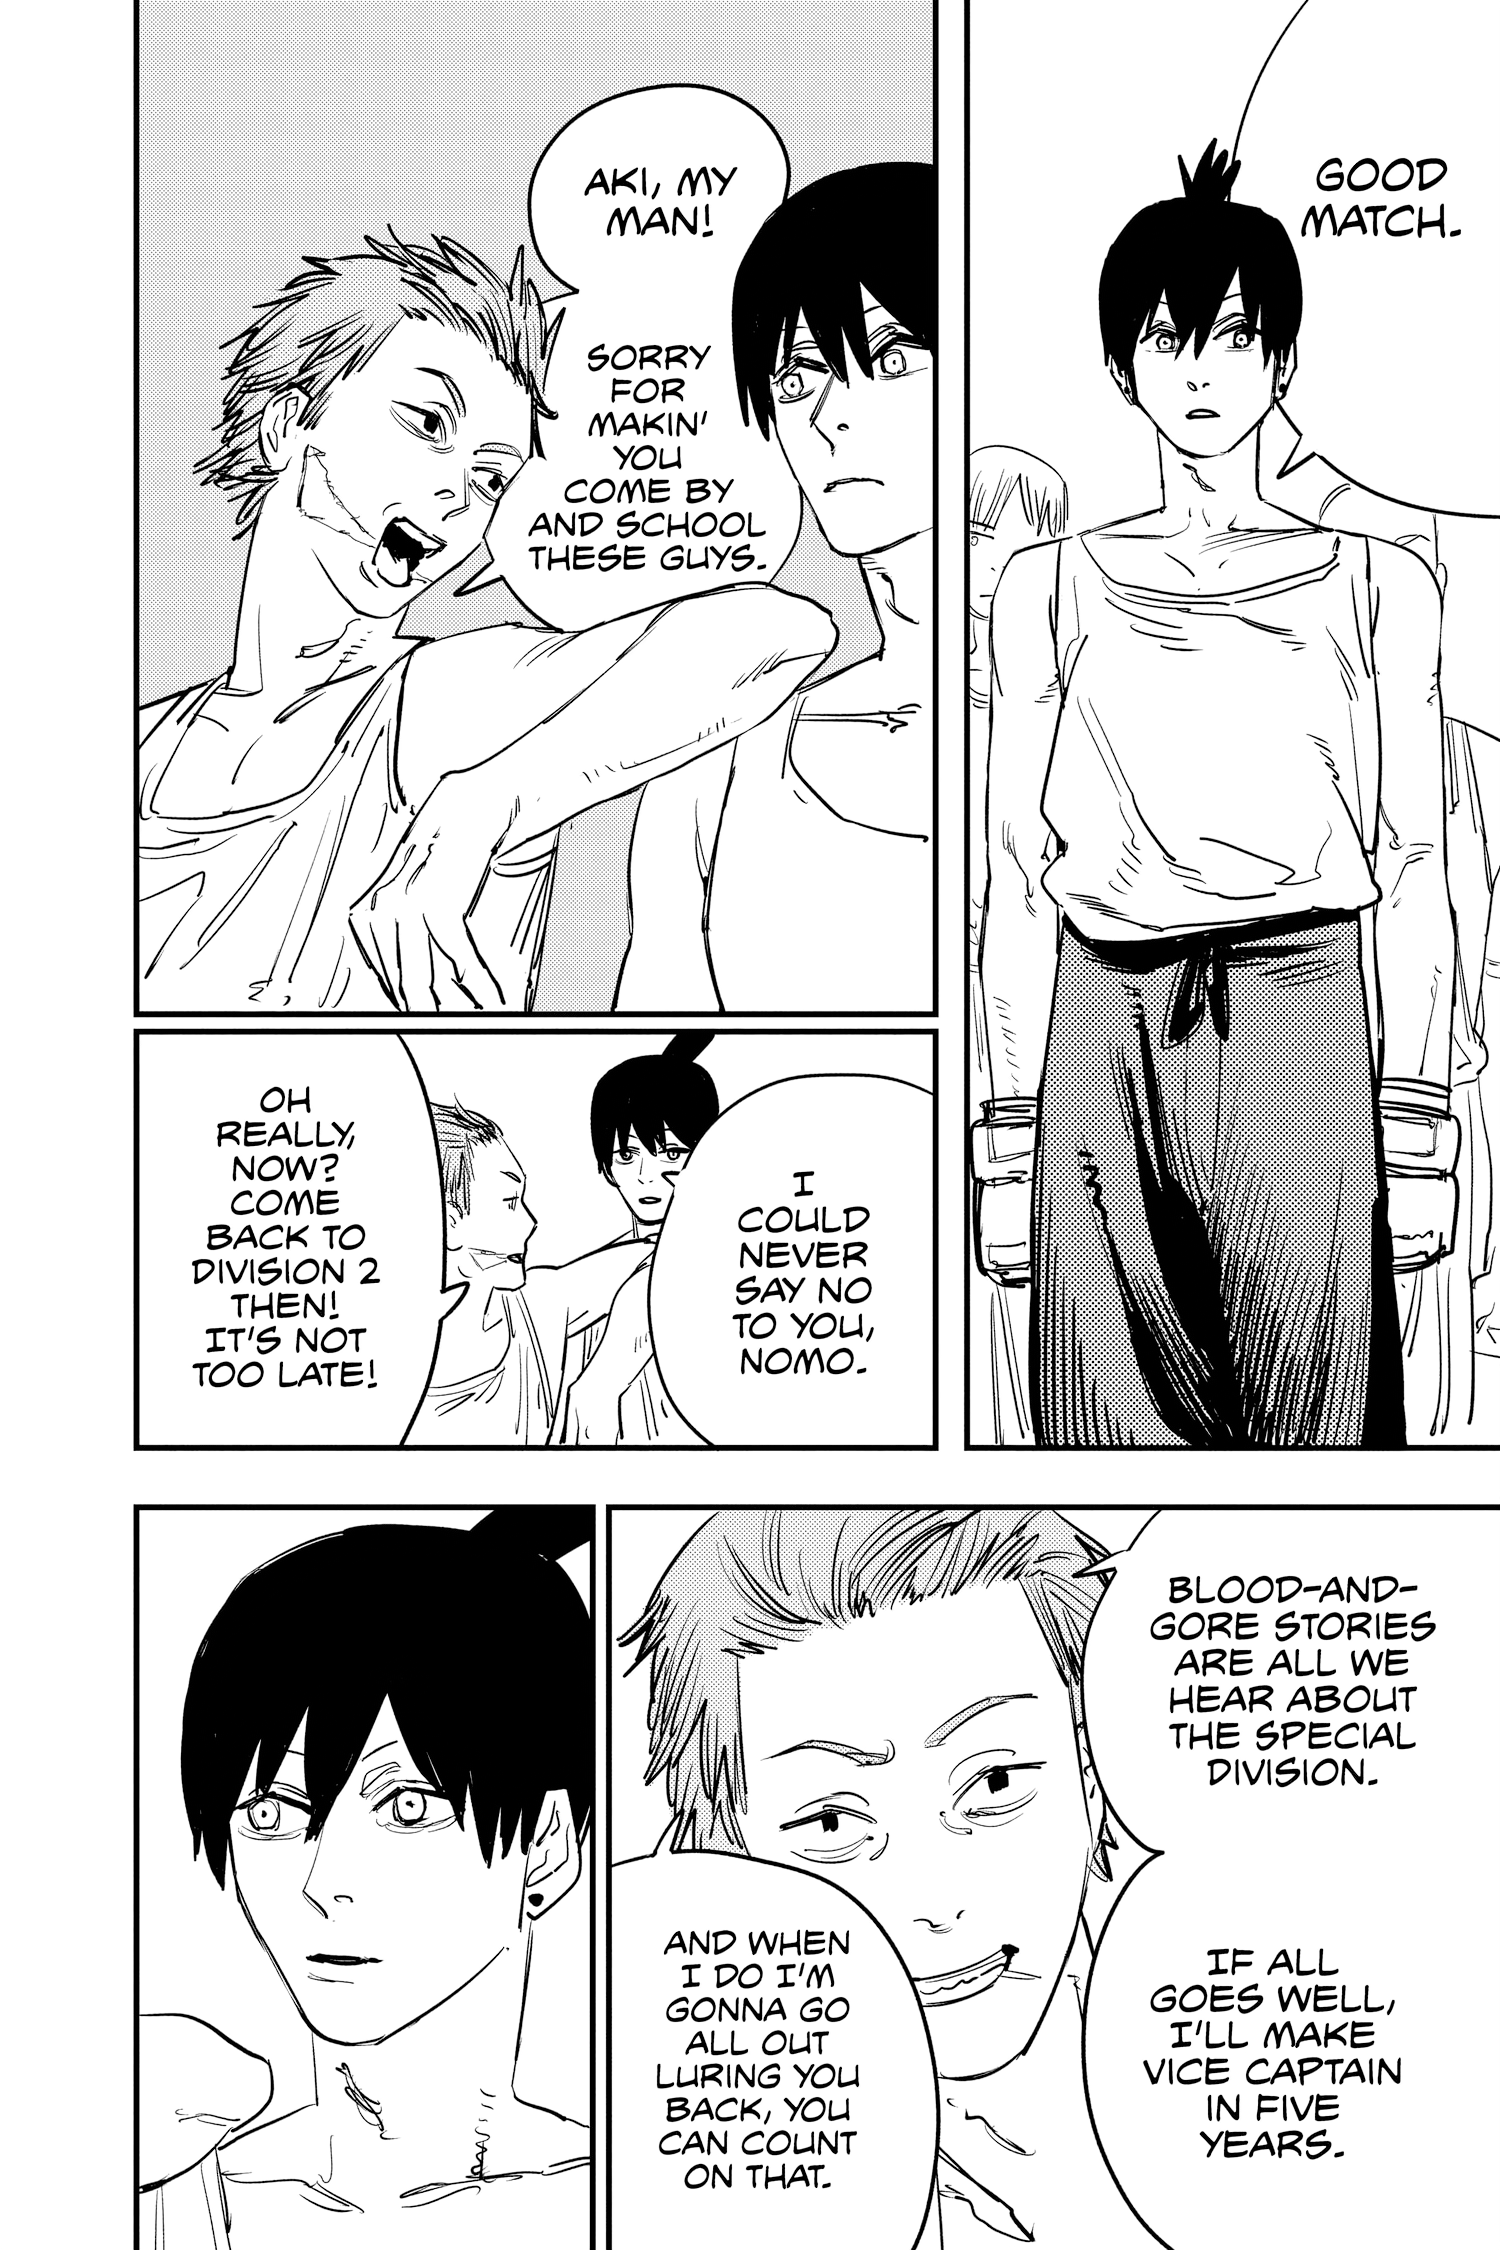 GOOD
MATCH.
AKI, MY
MAN!
SORRY
FOR
MAKIN'
YOU
COME BY
AND SCHOOL
THESE GUYS.
I
COULD
NEVER
SAY NO
TO YOU,
NOMO.
OH
REALLY,
NOW?
COME
BACK TO
DIVISION 2
THEN!
IT'S NOT
TOO LATE!
BLOOD-AND-
GORE STORIES
ARE ALL WE
HEAR ABOUT
THE SPECIAL
DIVISION.
IF ALL
GOES WELL,
I'LL MAKE
VICE CAPTAIN
IN FIVE
YEARS.
AND WHEN
I DO I'M
GONNA GO
ALL OUT
LURING YOU
BACK, YOU
CAN COUNT
ON THAT.